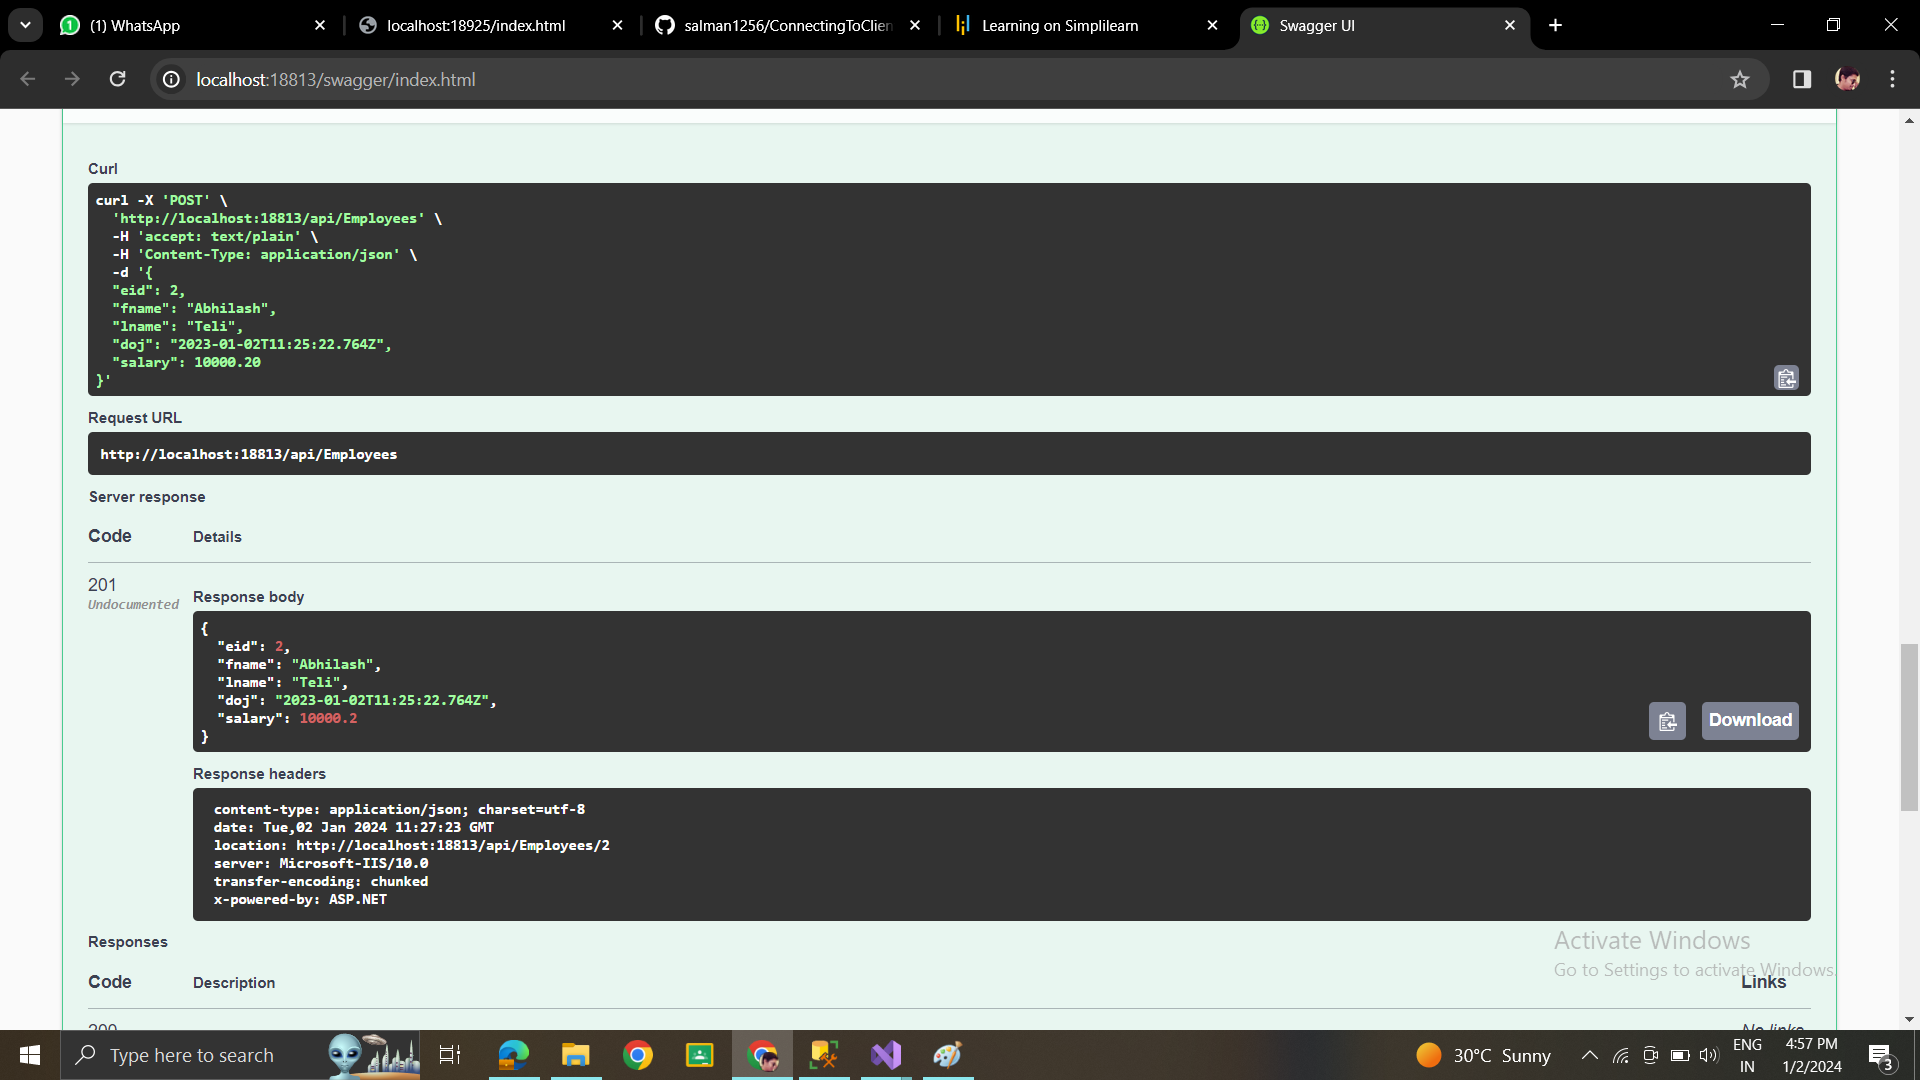 (1) WhatsApp
localhost:18925/index.html
salman1256/ConnectingToClien
Learning on Simplilearn
Swagger UI
localhost:18813/swagger/index.html
Curl
curl -X 'POST' \
'http://localhost:18813/api/Employees' \
-H 'accept: text/plain' \
-H 'Content-Type: application/json' \
-d '{
"eid": 2,
"fname": "Abhilash",
"lname": "Teli",
"doj": "2023-01-02T11:25:22.764Z",
"salary": 10000.20
}'
Request URL
http://localhost:18813/api/Employees
Server response
Code Details
201
Undocumented
Response body
{
"eid": 2,
"fname": "Abhilash",
"lname": "Teli",
"doj": "2023-01-02T11:25:22.764Z",
"salary": 10000.2
}
Download
Response headers
content-type: application/json; charset=utf-8
date: Tue,02 Jan 2024 11:27:23 GMT
location: http://localhost:18813/api/Employees/2
server: Microsoft-IIS/10.0
transfer-encoding: chunked
x-powered-by: ASP.NET
Responses
Activate Windows
Go to Settings to activate Windows.
Code Description Links
200 No links
Type here to search
30°C Sunny
ENG
IN
4:57 PM
1/2/2024
3